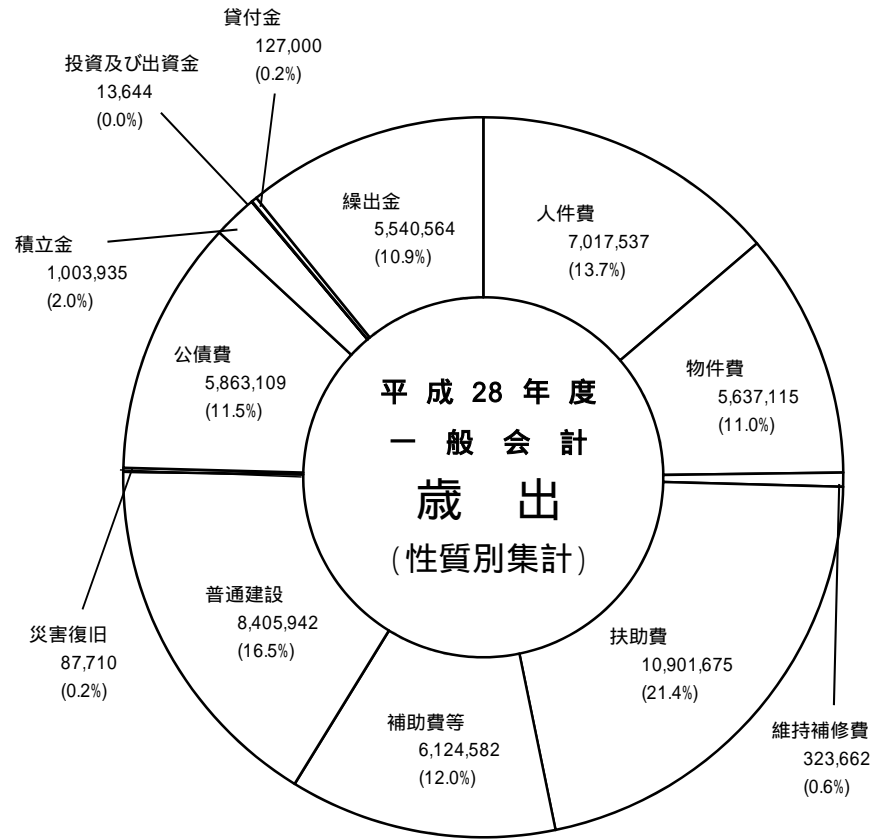 貸付金
127,000
(0.2%)
投資及び出資金
13,644
(0.0%)
積立金
1,003,935
(2.0%)
繰出金
5,540,564
(10.9%)
人件費
7,017,537
(13.7%)
公債費
5,863,109
(11.5%)
物件費
5,637,115
(11.0%)
平成28年度
一般会計
歳出
(性質別集計)
災害復旧
87,710
(0.2%)
普通建設
8,405,942
(16.5%)
補助費等
6,124,582
(12.0%)
扶助費
10,901,675
(21.4%)
維持補修費
323,662
(0.6%)